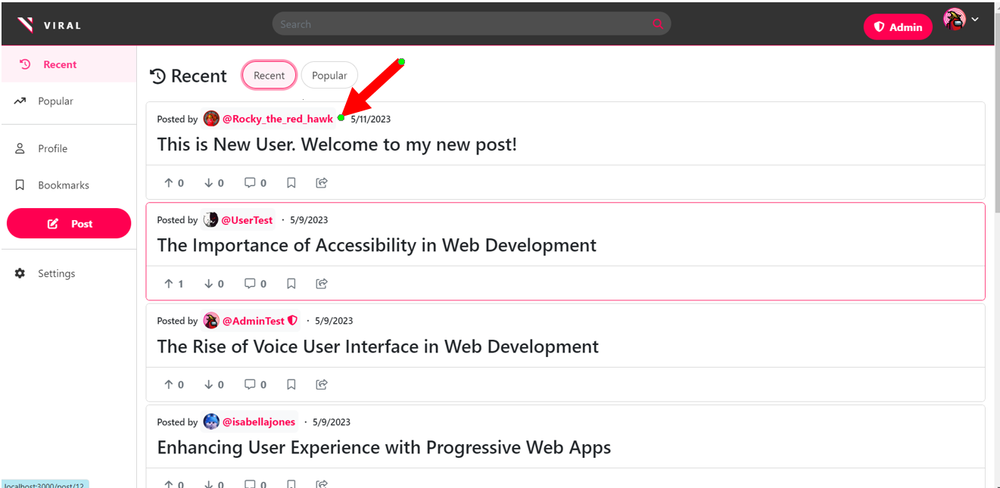 VIRAL
Search
Admin
Recent
Popular
Profile
Bookmarks
Post
Settings
Recent
Recent
Popular
Posted by @Rocky_the_red_hawk 5/11/2023
This is New User. Welcome to my new post!
0 0 0
Posted by @UserTest · 5/9/2023
The Importance of Accessibility in Web Development
1 0 0
Posted by @AdminTest · 5/9/2023
The Rise of Voice User Interface in Web Development
0 0 0
Posted by @isabellajones · 5/9/2023
Enhancing User Experience with Progressive Web Apps
0 0 0
localhost:3000/post/12